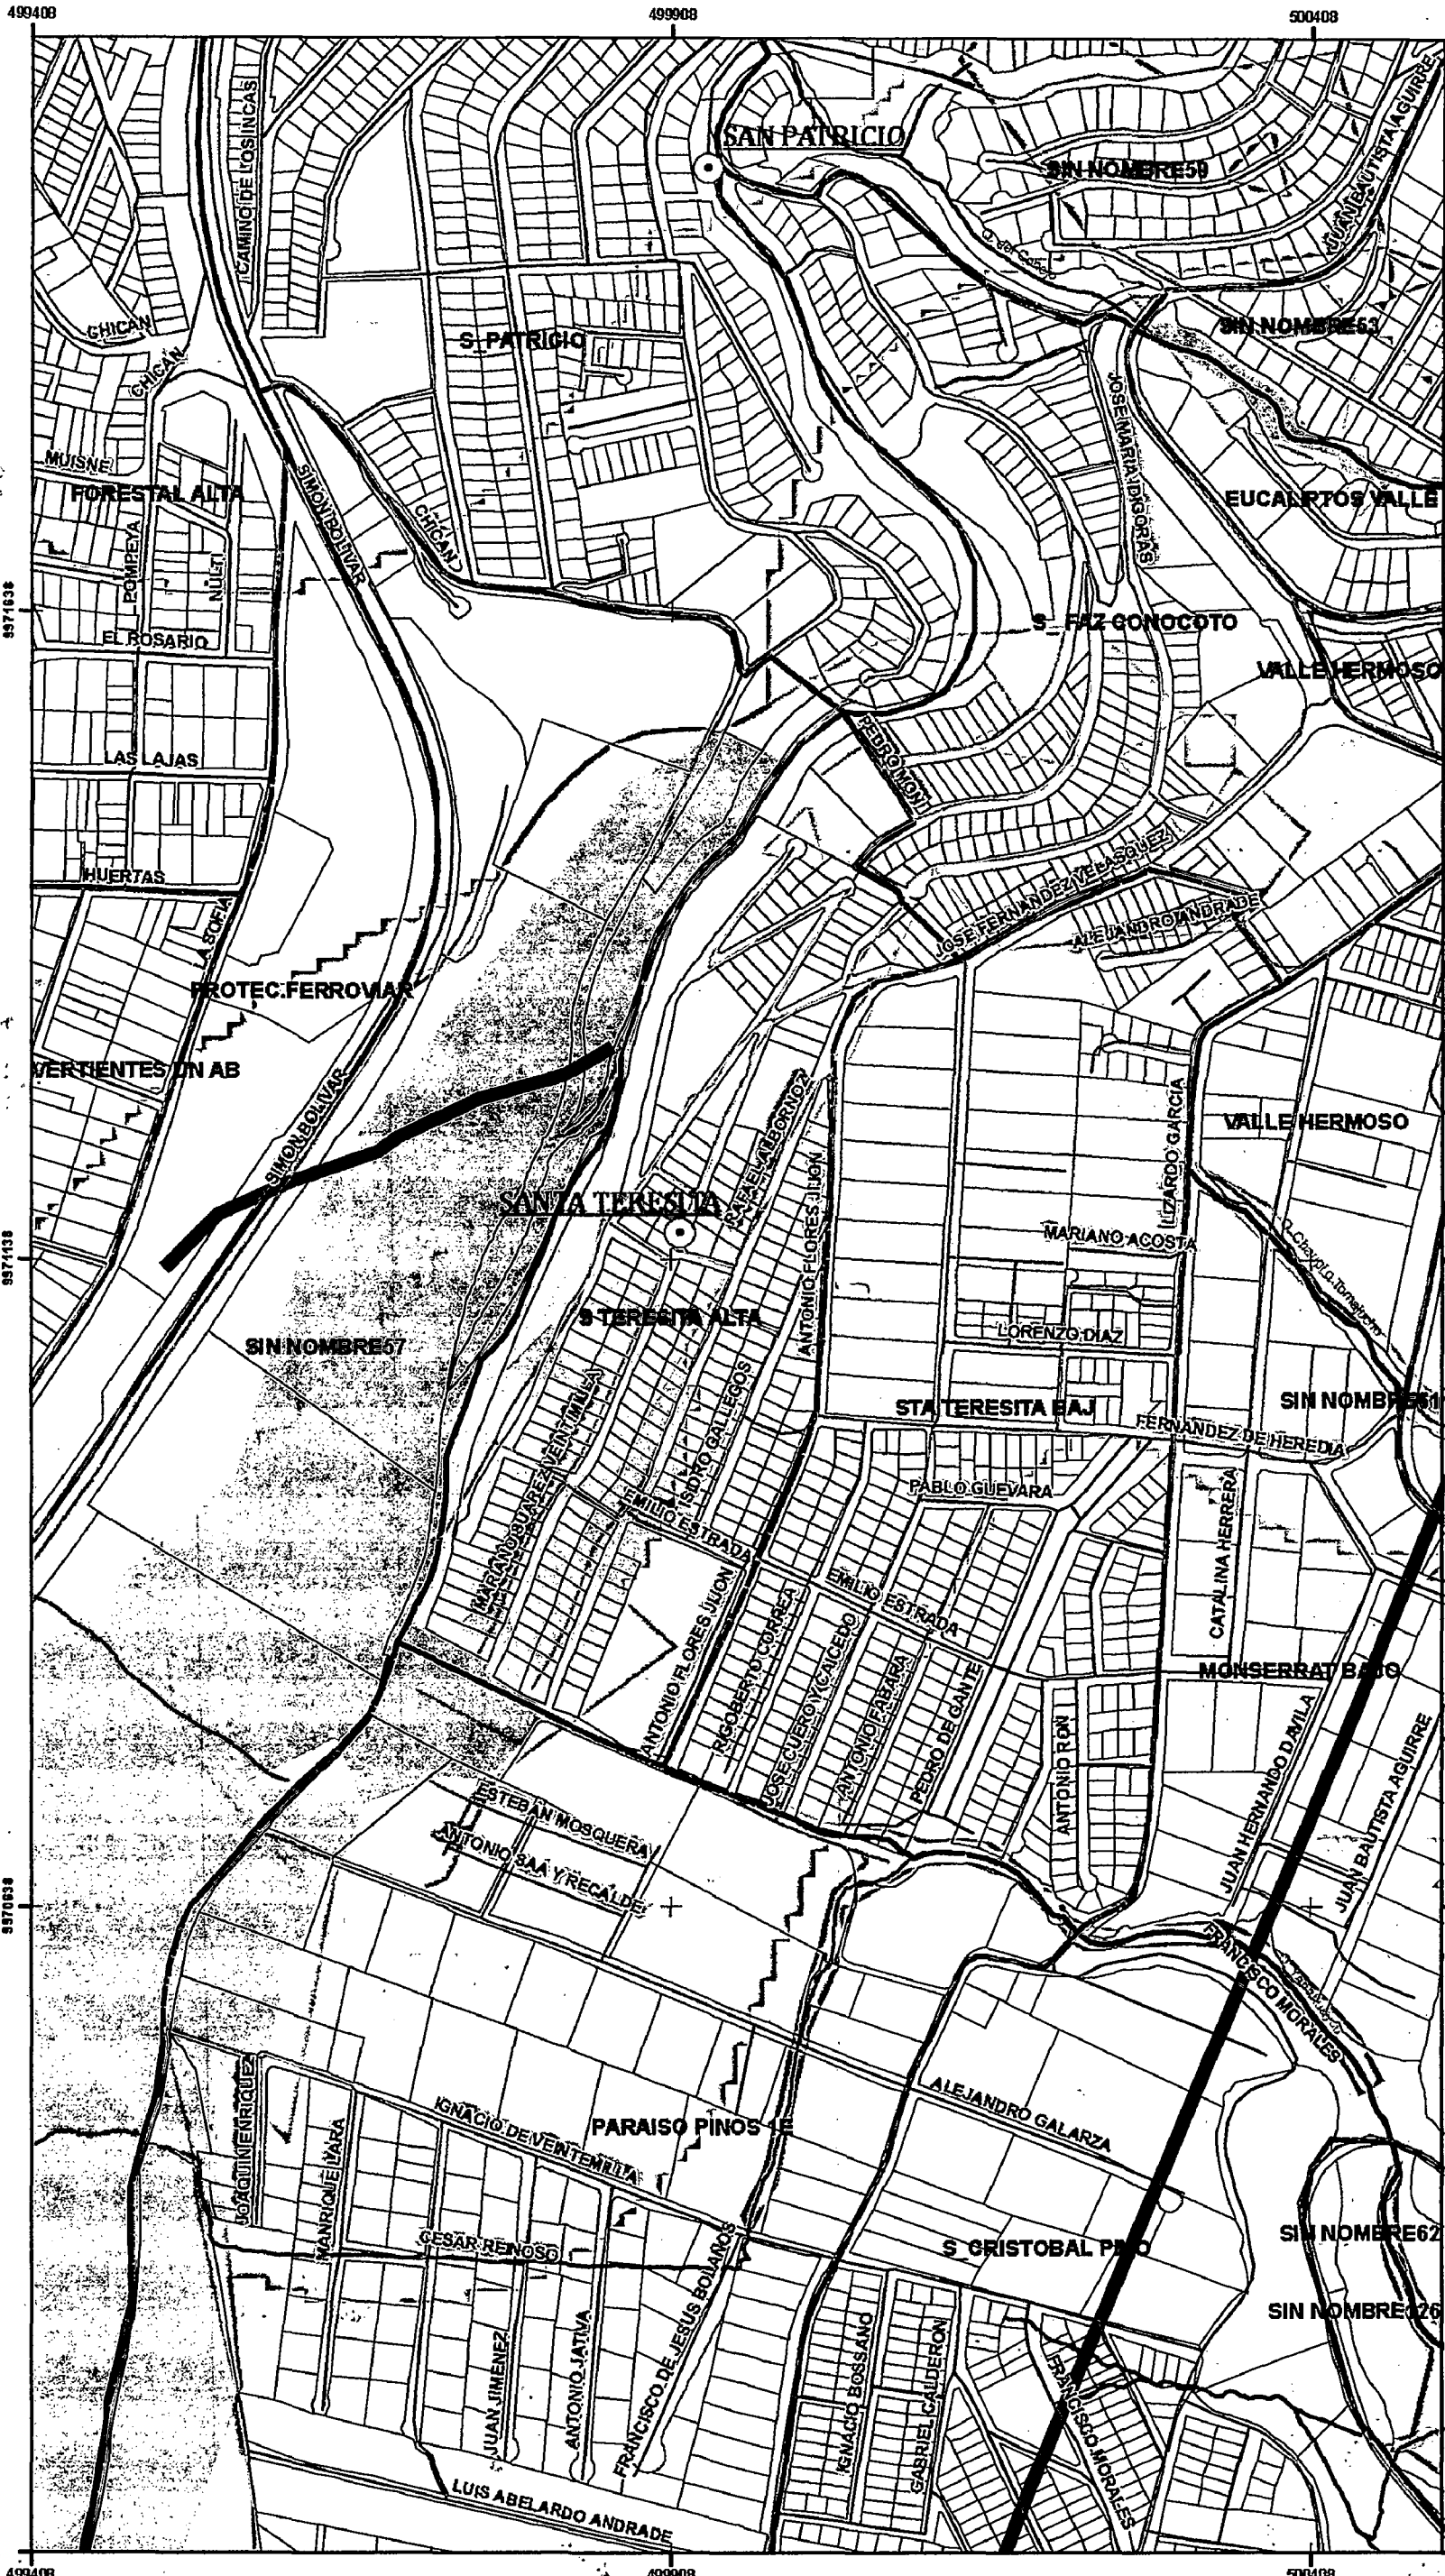 499408
499908
500408
CAMINO DE LOS INCAS
SAN PATRICIO
SIN NOMBRE59
JUAN BAUTISTA AGUIRRE
CHICAN
S_PATRICIO
SIN NOMBRE53
CHICAN
JOSE MARIA IDIGORAS
MUISNE
FORESTAL ALTA
SIMON BOLIVAR
CHICAN
EUCALIPTOS VALLE
POMPEYA
NULTI
9971638
EL ROSARIO
S_ FAZ CONOCOTO
VALLE HERMOSO
LAS LAJAS
PEDRO MONT
HUERTAS
JOSE FERNANDEZ VELASQUEZ
ALEJANDRO ANDRADE
LA SOFIA
PROTEC.FERROVIAR
VERTIENTES UN AB
SIMON BOLIVAR
RAFAEL ALBORNOZ
LIZARDO GARCIA
VALLE HERMOSO
ANTONIO FLORES JIJON
SANTA TERESITA
MARIANO ACOSTA
9971138
S TERESITA ALTA
LORENZO DIAZ
SIN NOMBRE57
MARIANO SUAREZ VEINTIMILLA
ISIDRO GALLEGOS
STA TERESITA BAJ
SIN NOMBRE61
FERNANDEZ DE HEREDIA
PABLO GUEVARA
EMILIO ESTRADA
CATALINA HERRERA
EMILIO ESTRADA
ANTONIO FLORES JIJON
RIGOBERTO CORREA
JOSE CUERO Y CAICEDO
ANTONIO FABARA
PEDRO DE GANTE
MONSERRAT BAJO
ANTONIO RON
JUAN HERNANDO DAVILA
JUAN BAUTISTA AGUIRRE
ESTEBAN MOSQUERA
ANTONIO SAA Y RECALDE
9970638
FRANCISCO MORALES
JOAQUIN ENRIQUEZ
MANRIQUE LARA
IGNACIO DE VEINTEMILLA
PARAISO PINOS 1E
ALEJANDRO GALARZA
CESAR REINOSO
S_CRISTOBAL PINO
SIN NOMBRE62
SIN NOMBRE126
JUAN JIMENEZ
ANTONIO JATIVA
FRANCISCO DE JESUS BOLAÑOS
IGNACIO BOSSANO
GABRIEL CALDERON
FRANCISCO MORALES
LUIS ABELARDO ANDRADE
499408
499908
500408